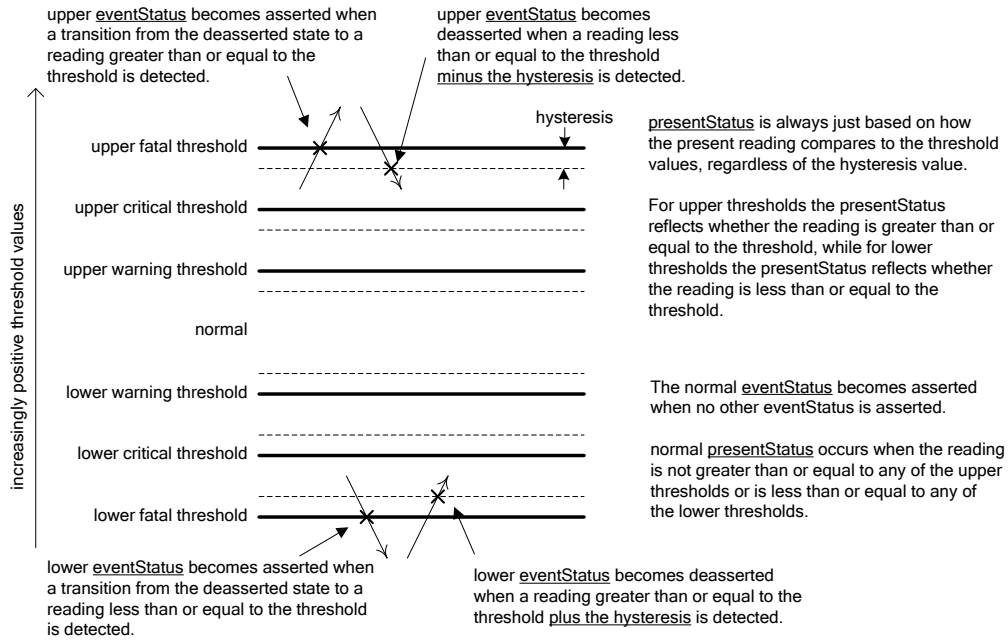 upper eventStatus becomes asserted when
a transition from the deasserted state to a
reading greater than or equal to the
threshold is detected.
upper eventStatus becomes
deasserted when a reading less
than or equal to the threshold
minus the hysteresis is detected.
increasingly positive threshold values
hysteresis
upper fatal threshold
upper critical threshold
upper warning threshold
normal
lower warning threshold
lower critical threshold
lower fatal threshold
presentStatus is always just based on how
the present reading compares to the threshold
values, regardless of the hysteresis value.
For upper thresholds the presentStatus
reflects whether the reading is greater than or
equal to the threshold, while for lower
thresholds the presentStatus reflects whether
the reading is less than or equal to the
threshold.
The normal eventStatus becomes asserted
when no other eventStatus is asserted.
normal presentStatus occurs when the reading
is not greater than or equal to any of the upper
thresholds or is less than or equal to any of
the lower thresholds.
lower eventStatus becomes asserted when
a transition from the deasserted state to a
reading less than or equal to the threshold
is detected.
lower eventStatus becomes deasserted
when a reading greater than or equal to the
threshold plus the hysteresis is detected.